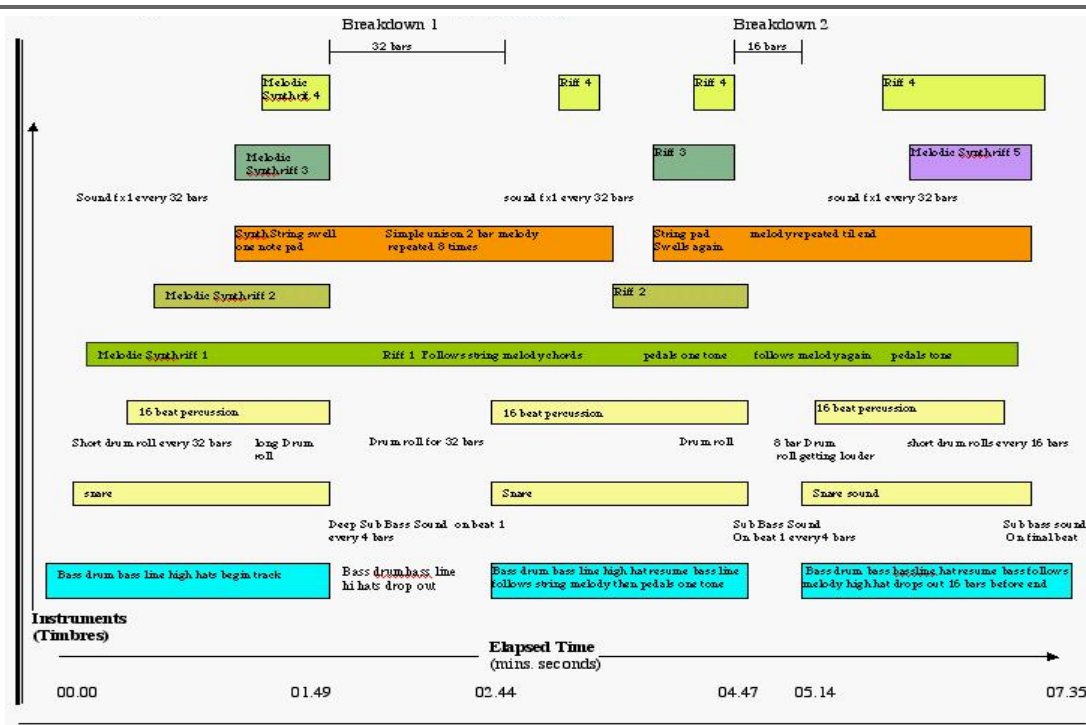 Breakdown 1
Breakdown 2
32 bars
16 bars
Melodic
Synthrif. 4
Riff 4
Riff 4
Riff 4
Melodic
Synthriff 3
Riff 3
Melodic Synthriff 5
Sound fx1 every 32 bars
sound fx1 every 32 bars
sound fx1 every 32 bars
Synth String swell
one note pad
Simple unison 2 bar melody
repeated 8 times
String pad
Swells again
melody repeated til end
Melodic Synthriff 2
Riff 2
Melodic Synthriff 1
Riff 1 Follows string melody chords
pedals one tone
follows melody again
pedals tone
16 beat percussion
16 beat percussion
16 beat percussion
Short drum roll every 32 bars
long Drum
roll
Drum roll for 32 bars
Drum roll
8 bar Drum
roll getting louder
short drum rolls every 16 bars
snare
Snare
Snare sound
Deep Sub Bass Sound on beat 1
every 4 bars
Sub Bass Sound
On beat 1 every 4 bars
Sub bass sound
On final beat
Bass drum bass line high hats begin track
Bass drum bass line
hi hats drop out
Bass drum bass line high hat resume bass line
follows string melody then pedals one tone
Bass drum bass bassline hat resume bass follows
melody high hat drops out 16 bars before end
Instruments
(Timbres)
Elapsed Time
(mins. seconds)
00.00
01.49
02.44
04.47
05.14
07.35